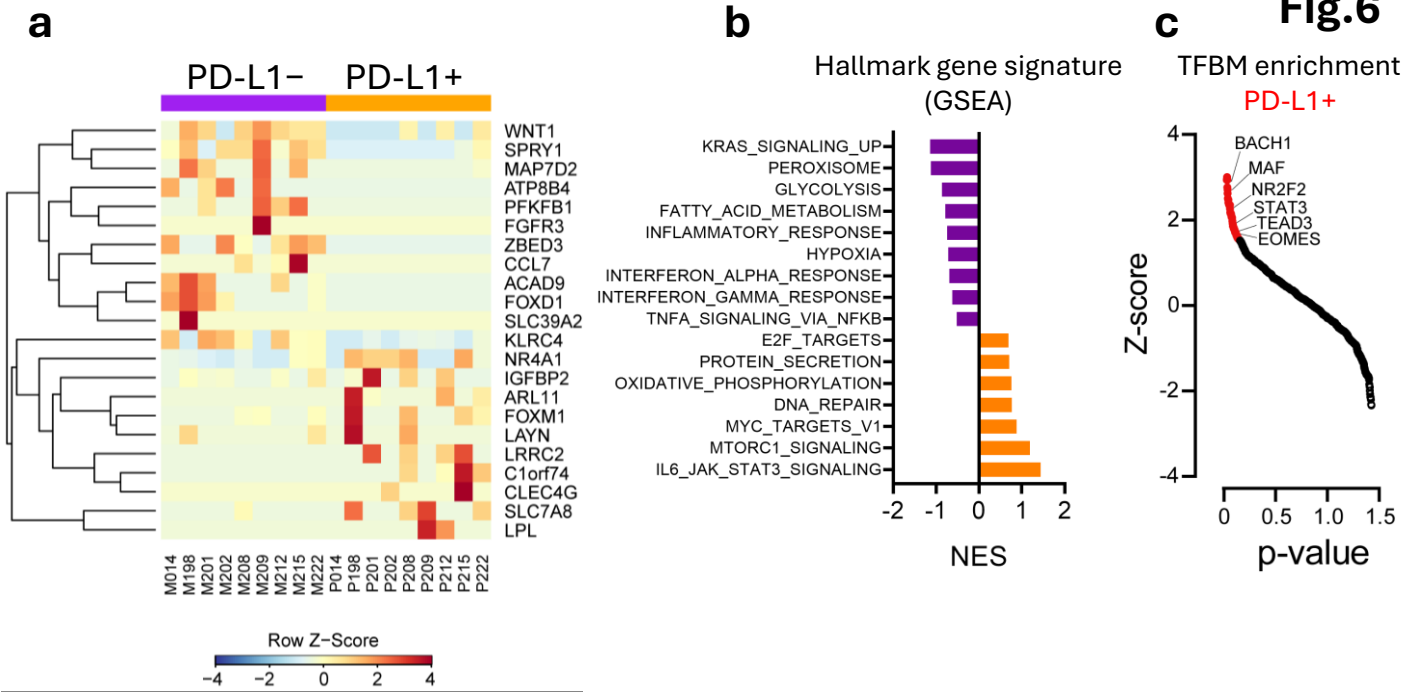 Fig.6
a
PD-L1− PD-L1+
WNT1
SPRY1
MAP7D2
ATP8B4
PFKFB1
FGFR3
ZBED3
CCL7
ACAD9
FOXD1
SLC39A2
KLRC4
NR4A1
IGFBP2
ARL11
FOXM1
LAYN
LRRC2
C1orf74
CLEC4G
SLC7A8
LPL
M014 M198 M201 M202 M208 M209 M212 M215 M222 P014 P198 P201 P202 P208 P209 P212 P215 P222
Row Z−Score
−4 −2 0 2 4
b
Hallmark gene signature
(GSEA)
KRAS_SIGNALING_UP
PEROXISOME
GLYCOLYSIS
FATTY_ACID_METABOLISM
INFLAMMATORY_RESPONSE
HYPOXIA
INTERFERON_ALPHA_RESPONSE
INTERFERON_GAMMA_RESPONSE
TNFA_SIGNALING_VIA_NFKB
E2F_TARGETS
PROTEIN_SECRETION
OXIDATIVE_PHOSPHORYLATION
DNA_REPAIR
MYC_TARGETS_V1
MTORC1_SIGNALING
IL6_JAK_STAT3_SIGNALING
-2 -1 0 1 2
NES
c
TFBM enrichment
PD-L1+
Z-score
4
2
0
-2
-4
BACH1
MAF
NR2F2
STAT3
TEAD3
EOMES
0 0.5 1.0 1.5
p-value